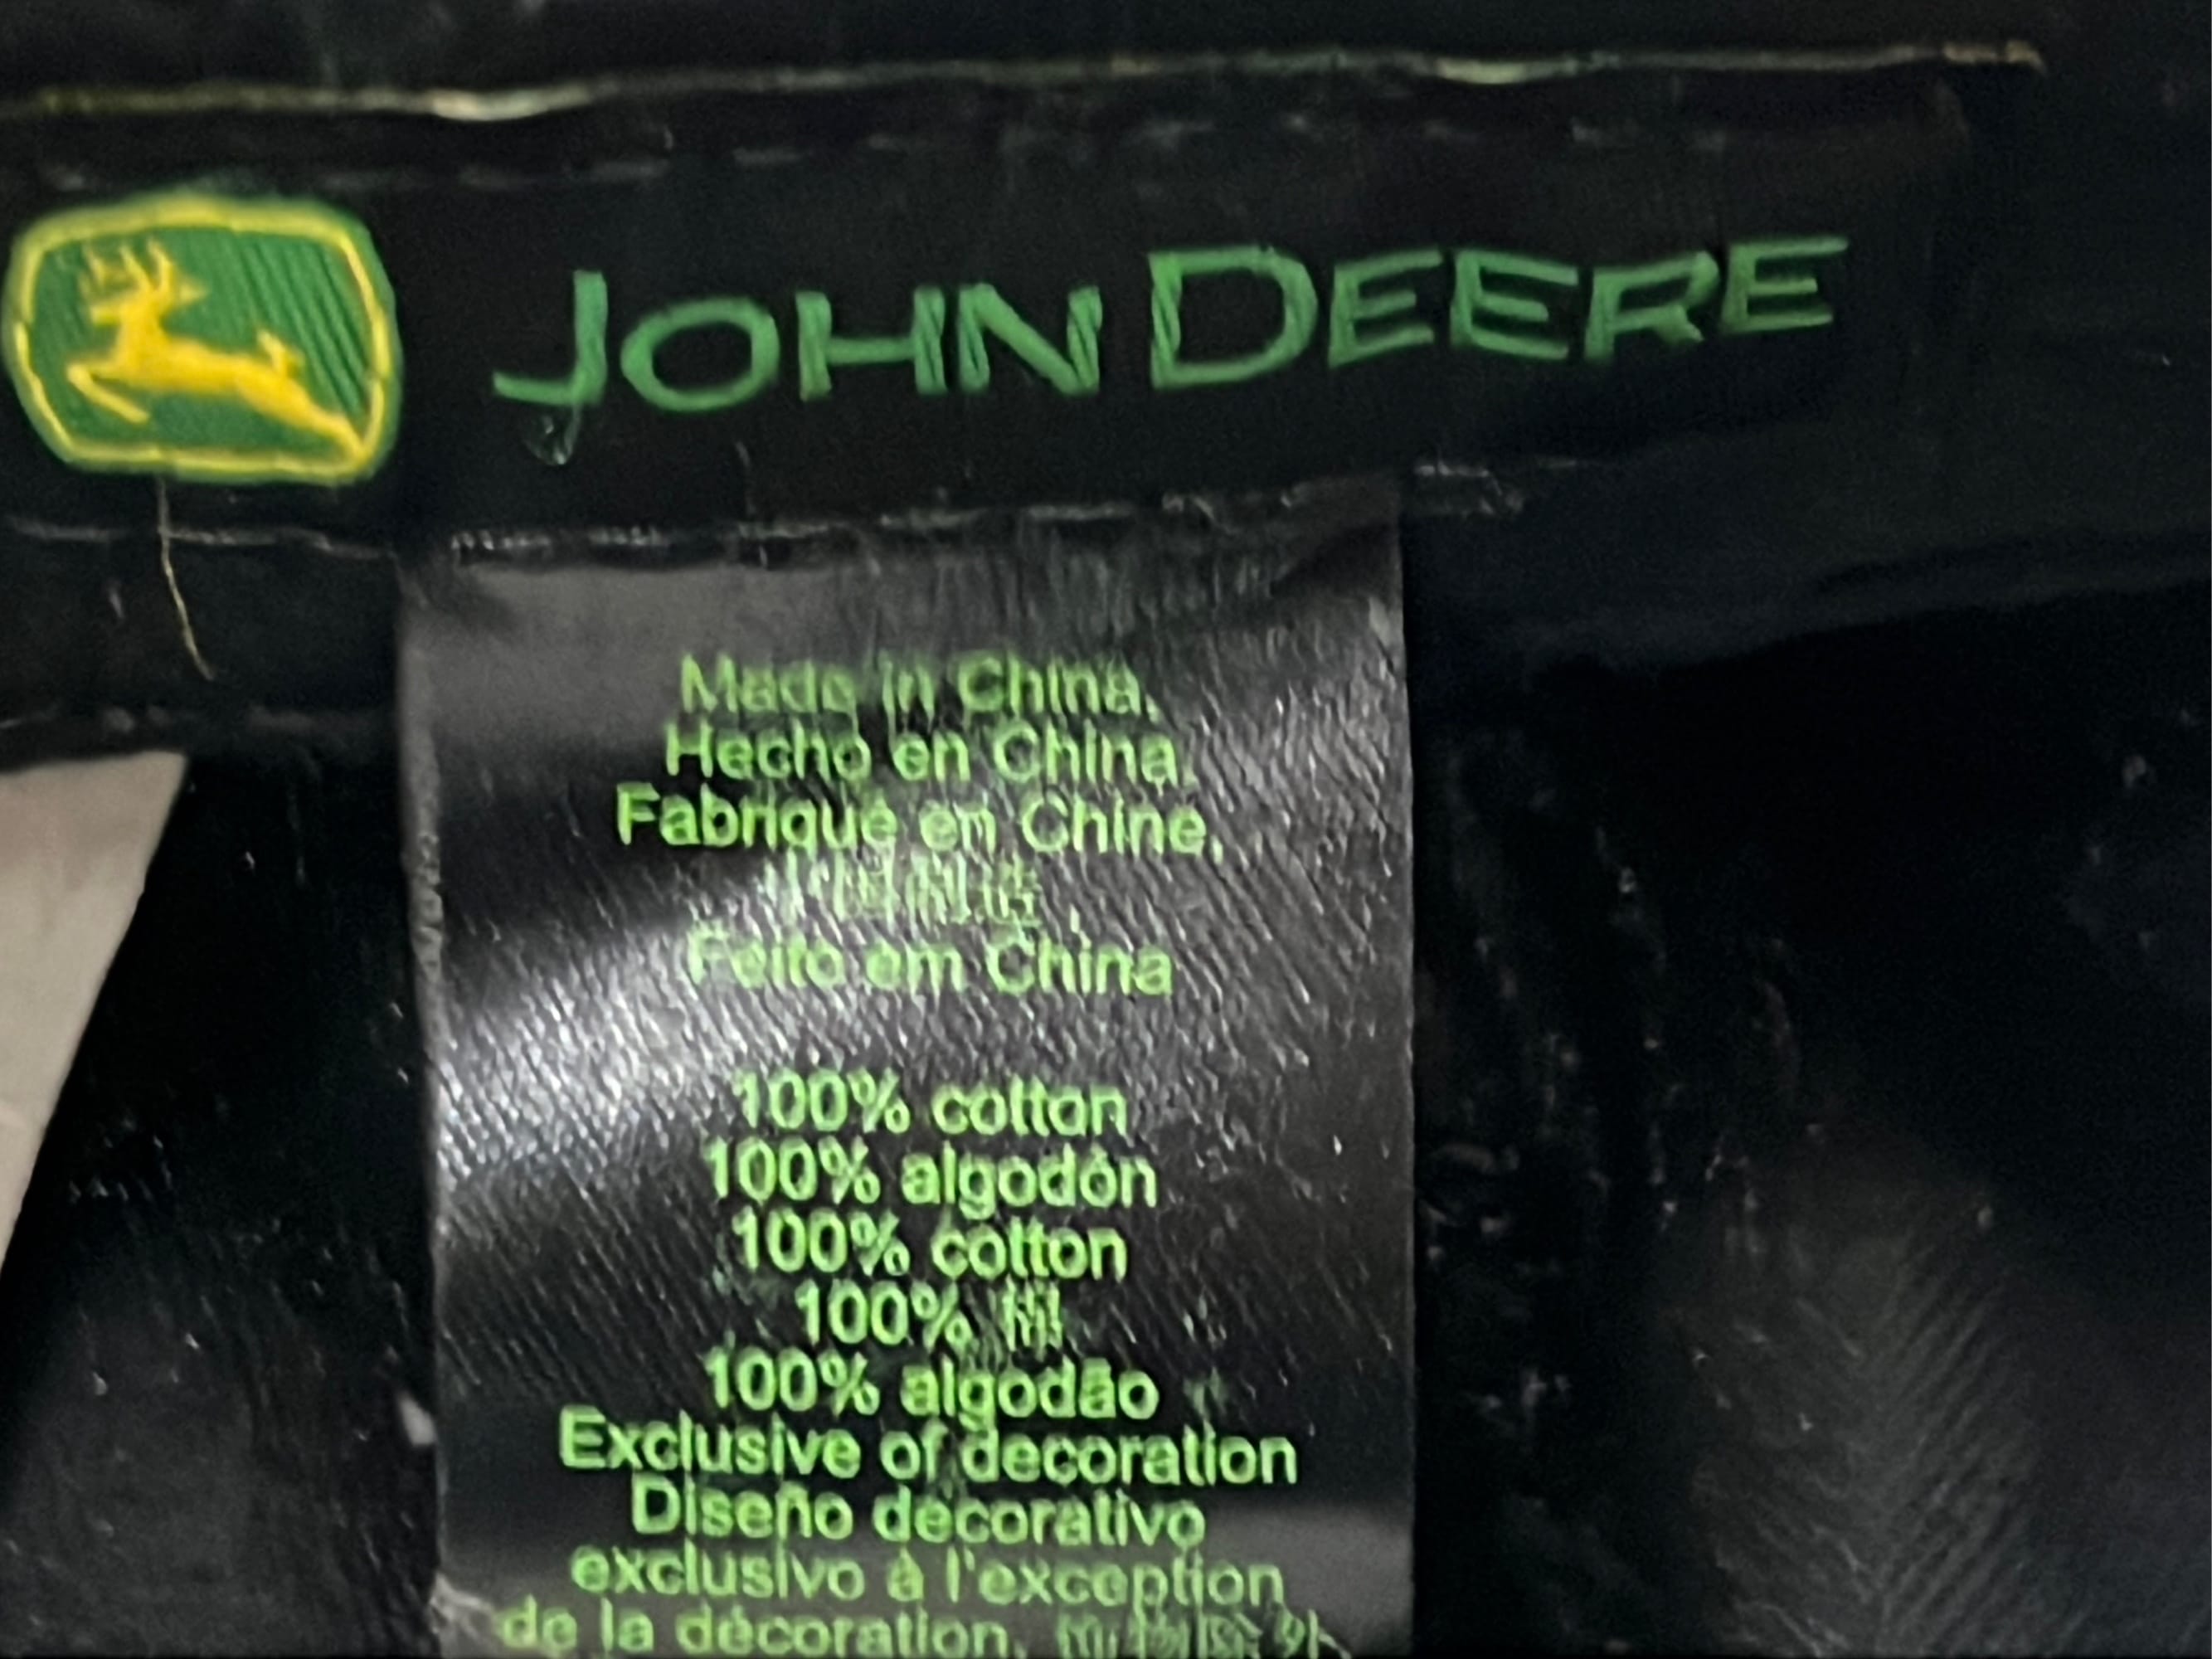 JOHN DEERE
Made in China,
Hecho en China,
Fabriqué en Chine,
Feito em China
100% cotton
100% algodón
100% cotton
100%
100% algodão
Exclusive of decoration
Diseño decorativo
exclusivo à l'exception
de la décoration,